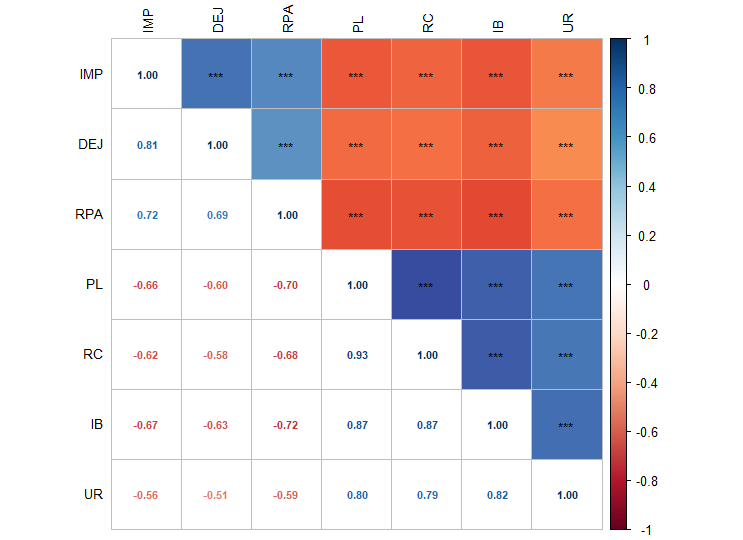 IMP DEJ RPA PL RC IB UR
IMP 1.00 *** *** *** *** *** *** 1
DEJ 0.81 1.00 *** *** *** *** *** 0.8
RPA 0.72 0.69 1.00 *** *** *** *** 0.6
PL -0.66 -0.60 -0.70 1.00 *** *** *** 0.4
RC -0.62 -0.58 -0.68 0.93 1.00 *** *** 0.2
IB -0.67 -0.63 -0.72 0.87 0.87 1.00 *** 0
UR -0.56 -0.51 -0.59 0.80 0.79 0.82 1.00 -0.2
-0.4
-0.6
-0.8
-1